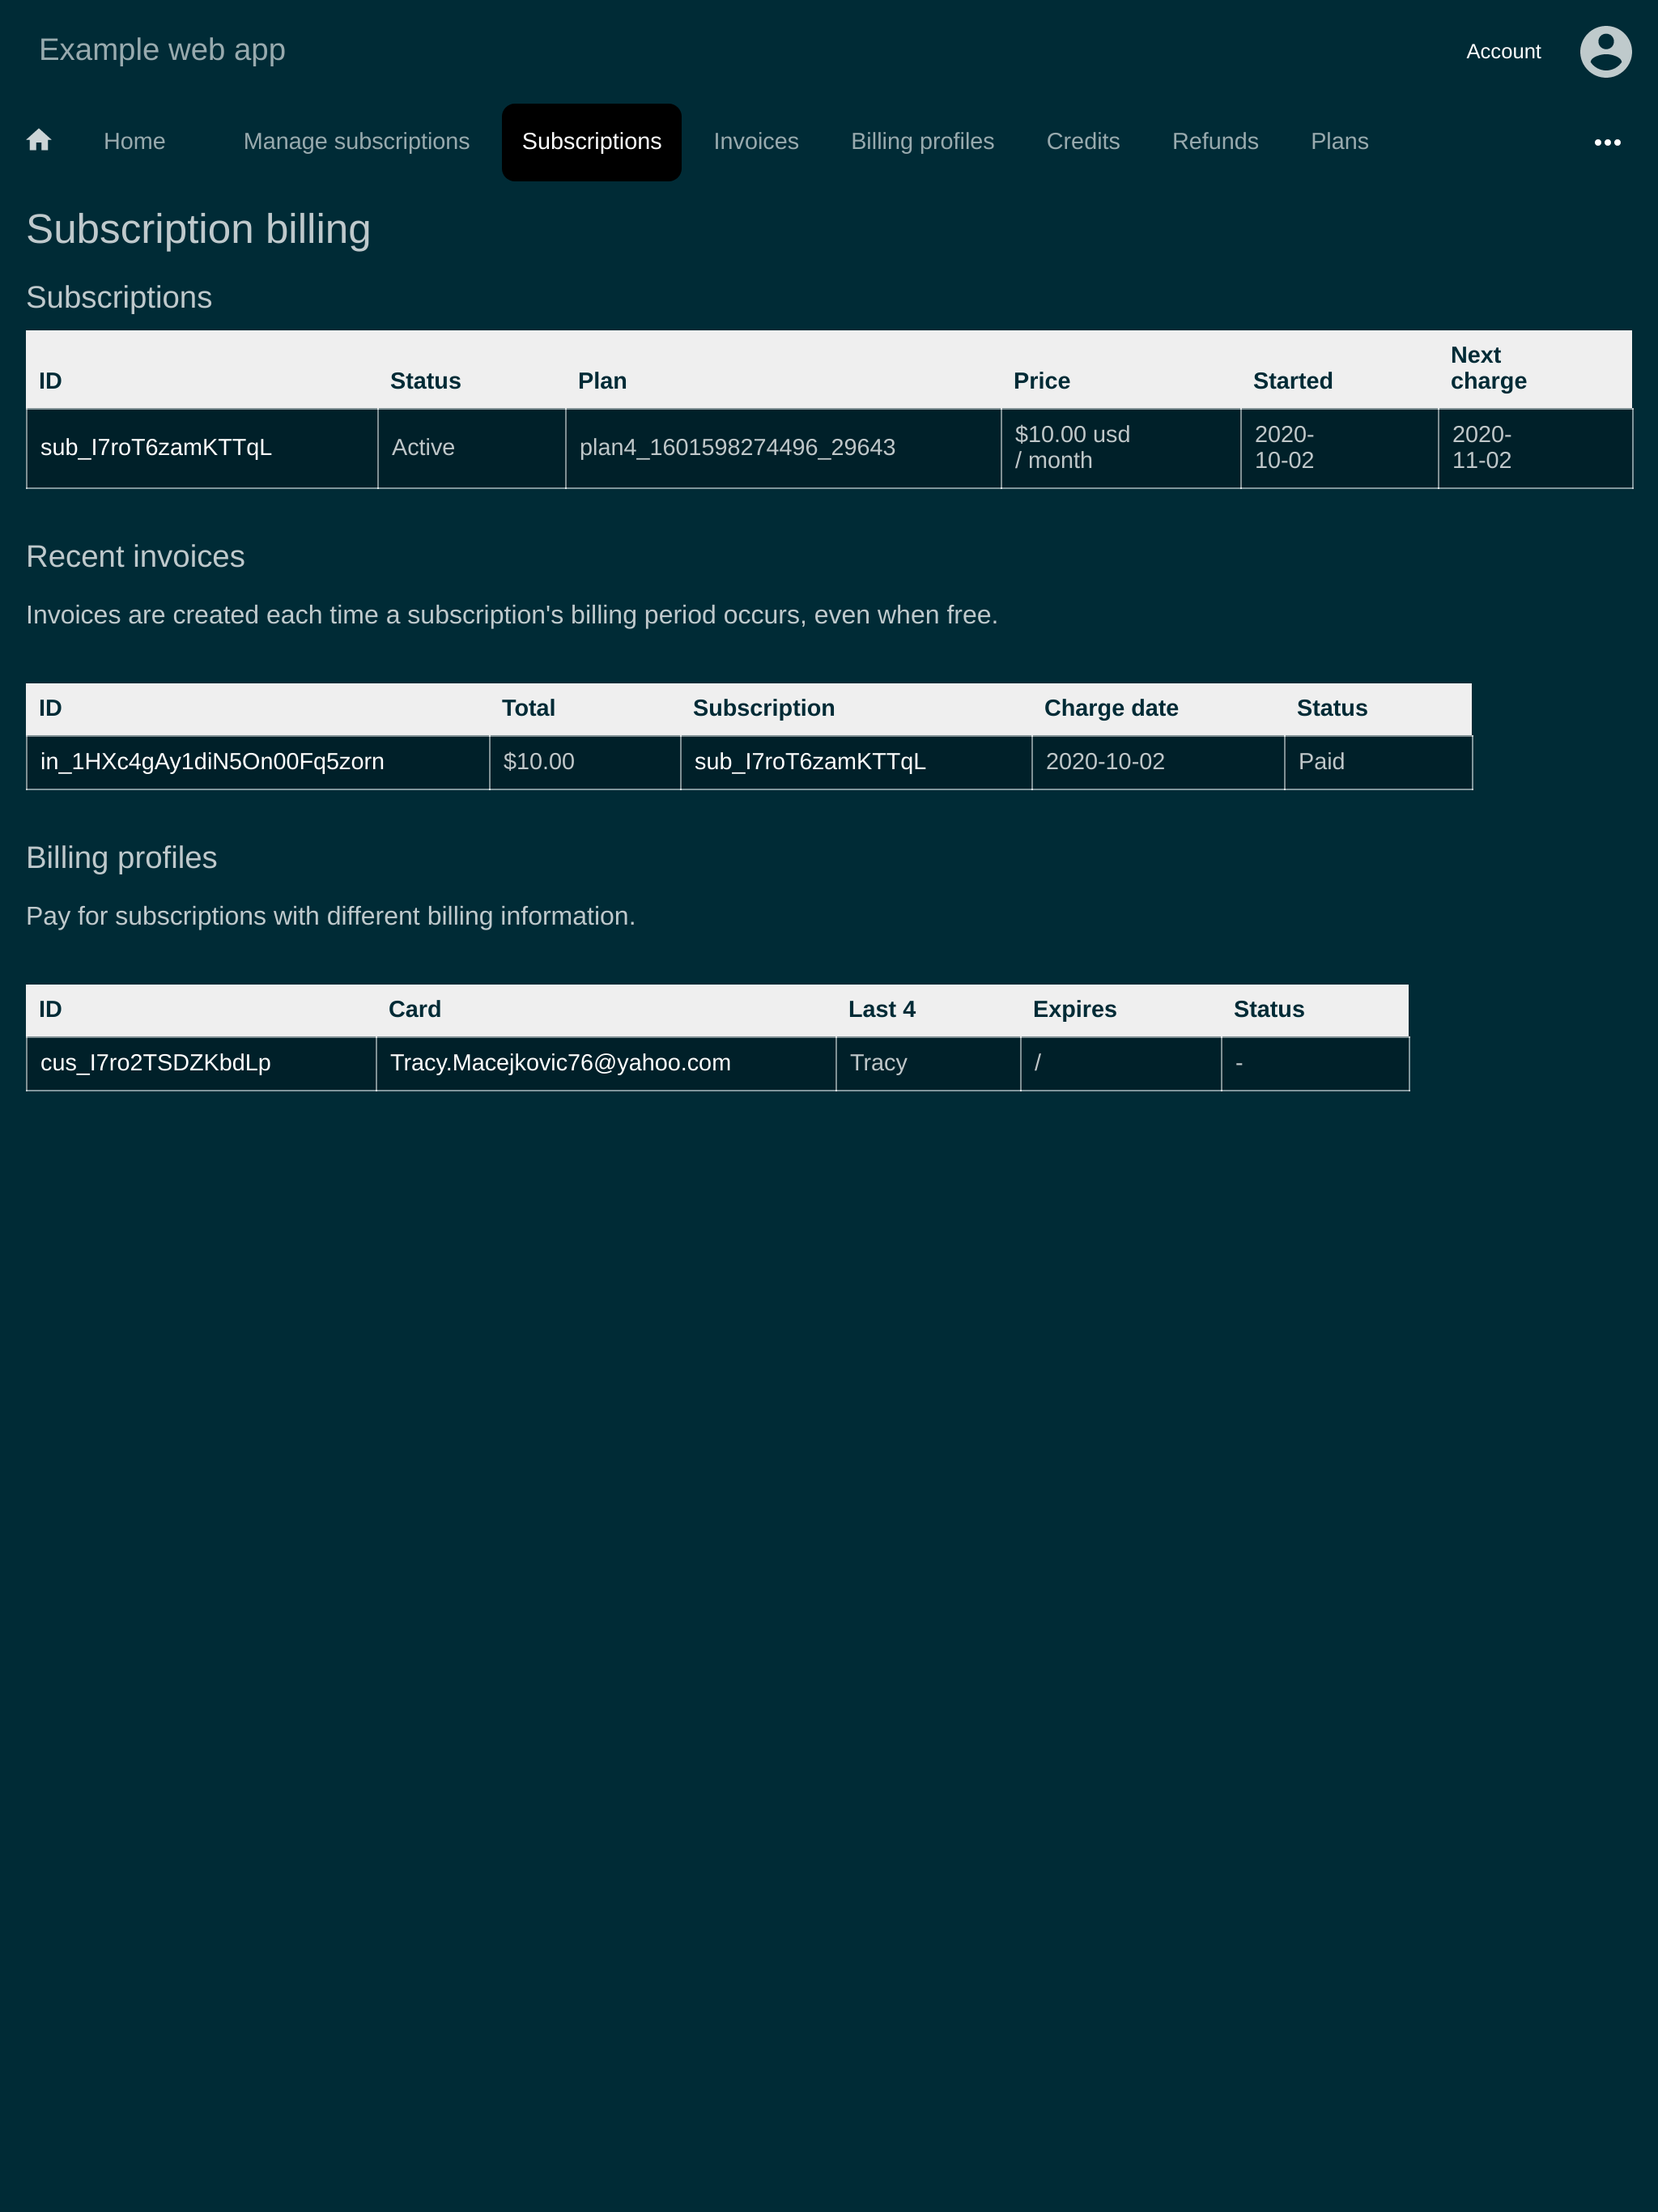 Example web app
Account
Home Manage subscriptions Subscriptions Invoices Billing profiles Credits Refunds Plans
Subscription billing
Subscriptions
ID Status Plan Price Started Next charge
sub_I7roT6zamKTTqL Active plan4_1601598274496_29643 $10.00 usd / month 2020-10-02 2020-11-02
Recent invoices
Invoices are created each time a subscription's billing period occurs, even when free.
ID Total Subscription Charge date Status
in_1HXc4gAy1diN5On00Fq5zorn $10.00 sub_I7roT6zamKTTqL 2020-10-02 Paid
Billing profiles
Pay for subscriptions with different billing information.
ID Card Last 4 Expires Status
cus_I7ro2TSDZKbdLp Tracy.Macejkovic76@yahoo.com Tracy / -